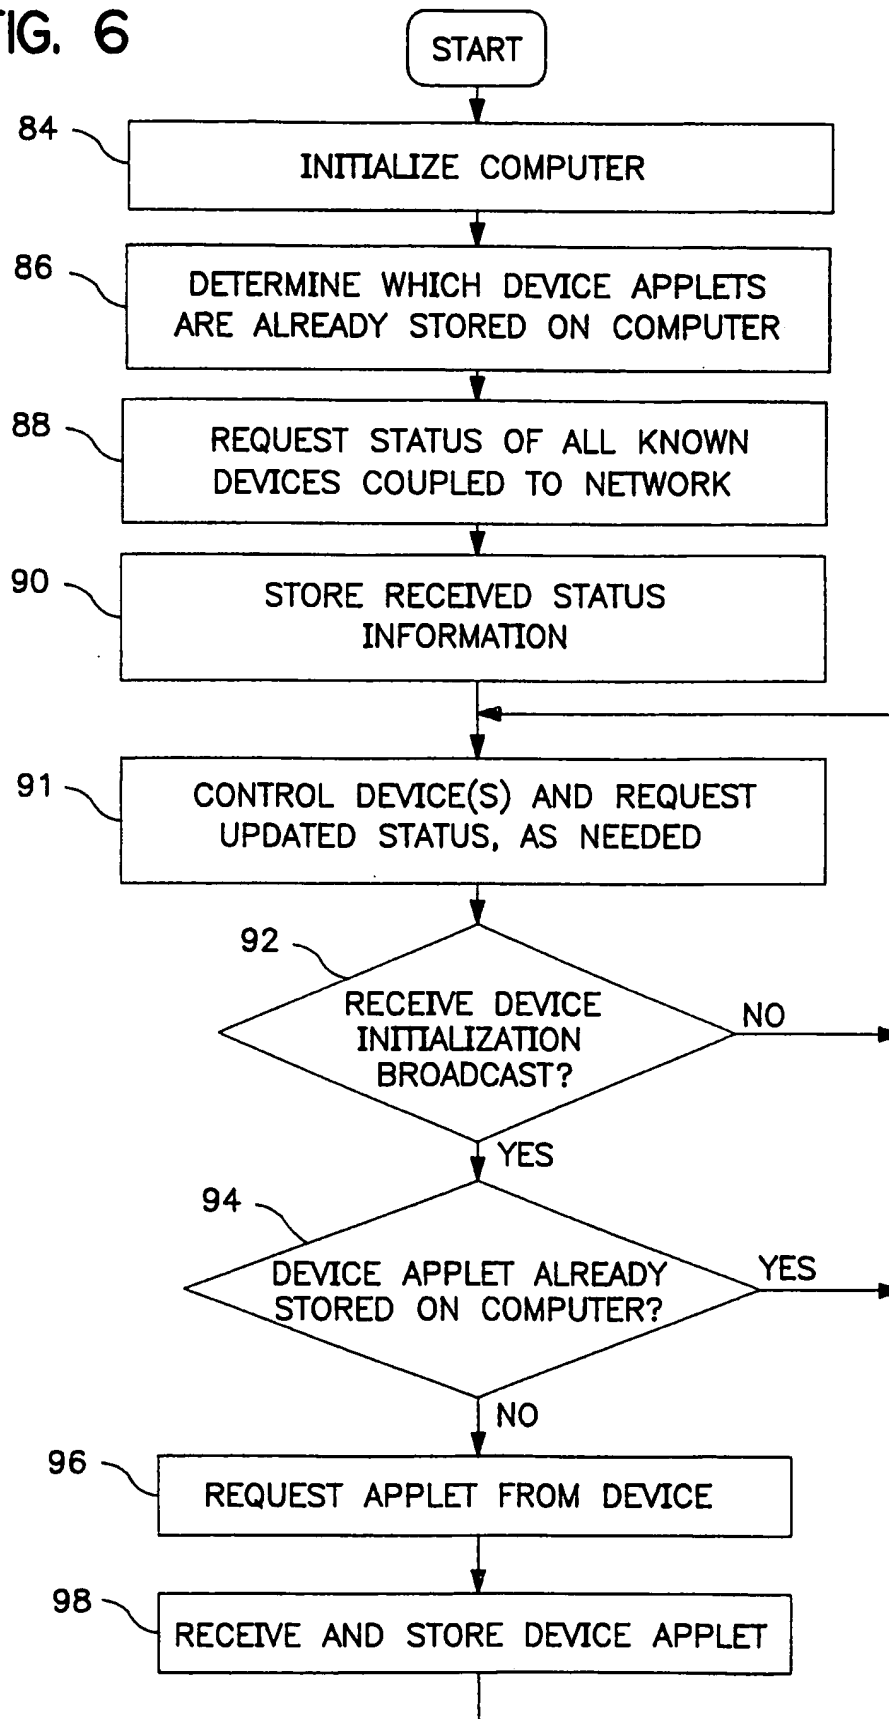 FIG. 6
START
84
INITIALIZE COMPUTER
86
DETERMINE WHICH DEVICE APPLETS
ARE ALREADY STORED ON COMPUTER
88
REQUEST STATUS OF ALL KNOWN
DEVICES COUPLED TO NETWORK
90
STORE RECEIVED STATUS
INFORMATION
91
CONTROL DEVICE(S) AND REQUEST
UPDATED STATUS, AS NEEDED
92
RECEIVE DEVICE
INITIALIZATION
BROADCAST?
NO
YES
94
DEVICE APPLET ALREADY
STORED ON COMPUTER?
YES
NO
96
REQUEST APPLET FROM DEVICE
98
RECEIVE AND STORE DEVICE APPLET